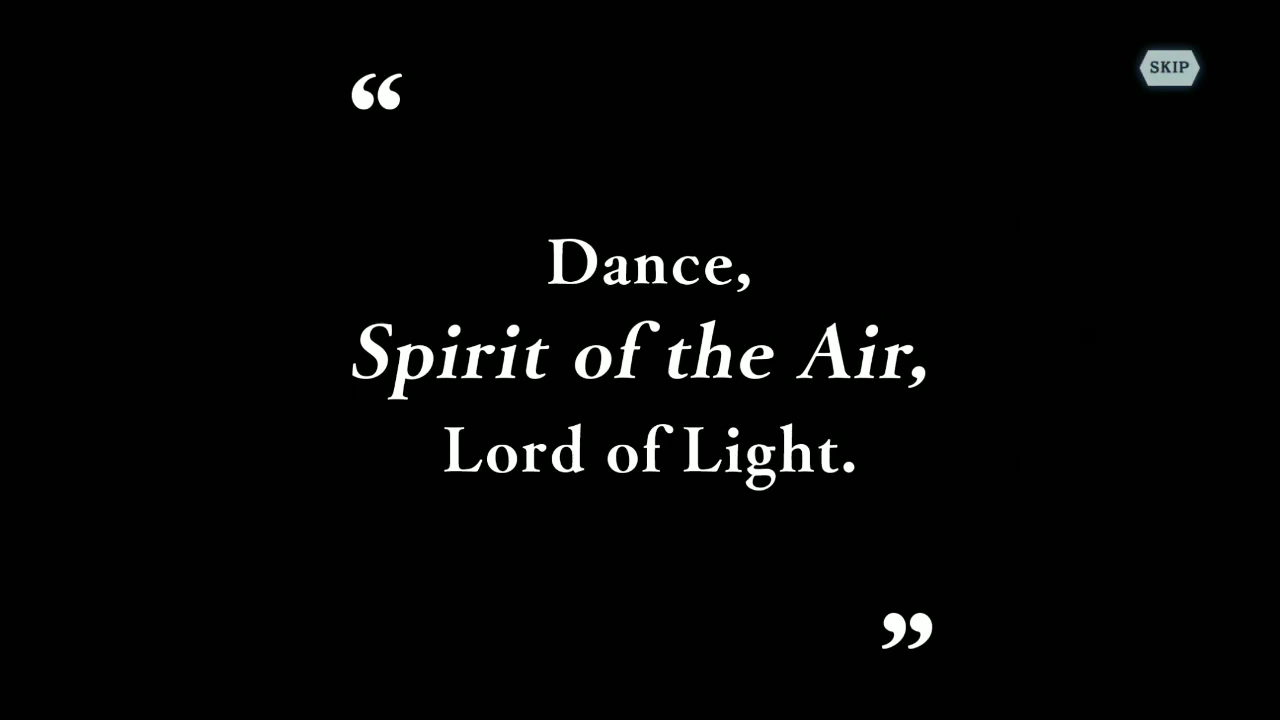 SKIP
“
Dance,
Spirit of the Air,
Lord of Light.
”